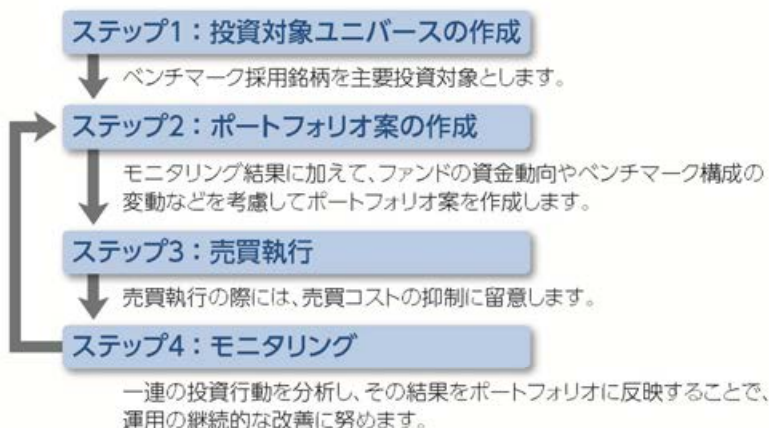 ステップ1：投資対象ユニバースの作成
ベンチマーク採用銘柄を主要投資対象とします。
ステップ2：ポートフォリオ案の作成
モニタリング結果に加えて、ファンドの資金動向やベンチマーク構成の
変動などを考慮してポートフォリオ案を作成します。
ステップ3：売買執行
売買執行の際には、売買コストの抑制に留意します。
ステップ4：モニタリング
一連の投資行動を分析し、その結果をポートフォリオに反映することで、
運用の継続的な改善に努めます。